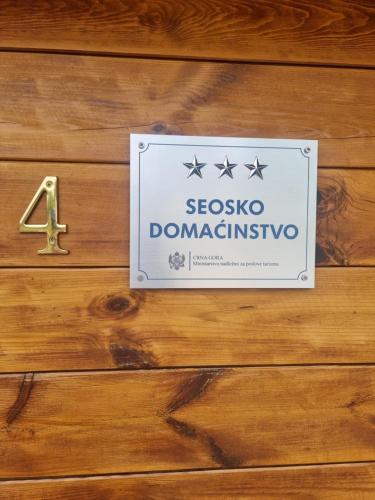 4
SEOSKO
DOMAĆINSTVO
CRNA GORA
Ministarstvo nadležno za poslove turizma